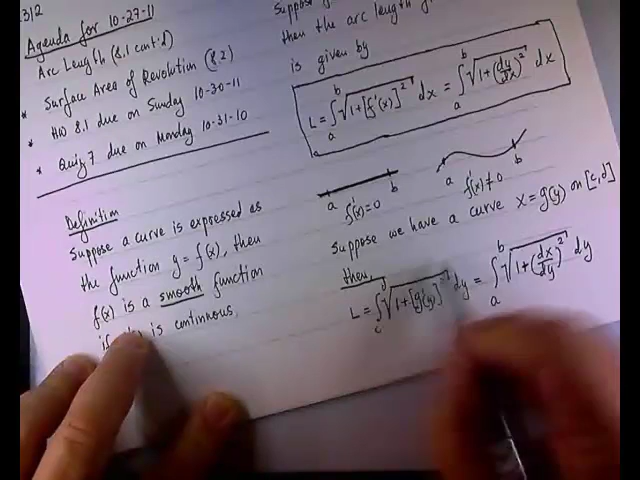 312
Agenda for 10-27-11
Arc Length (8.1 cont'd)
* Surface Area of Revolution (8.2)
* HW 8.1 due on Sunday 10-30-11
* Quiz 7 due on Monday 10-31-10
Definition
Suppose a curve is expressed as
the function y = f(x), then
f(x) is a smooth function
if is continuous,
Suppose
then the arc length
is given by
L = ∫_a^b √(1+[f'(x)]²) dx = ∫_a^b √(1+(dy/dx)²) dx
a b a b
f'(x)=0 f'(x)≠0
Suppose we have a curve x = g(y) on [c,d]
then,
L = ∫_c^d √(1+[g'(y)]²) dy = ∫_a^b √(1+(dx/dy)²) dy